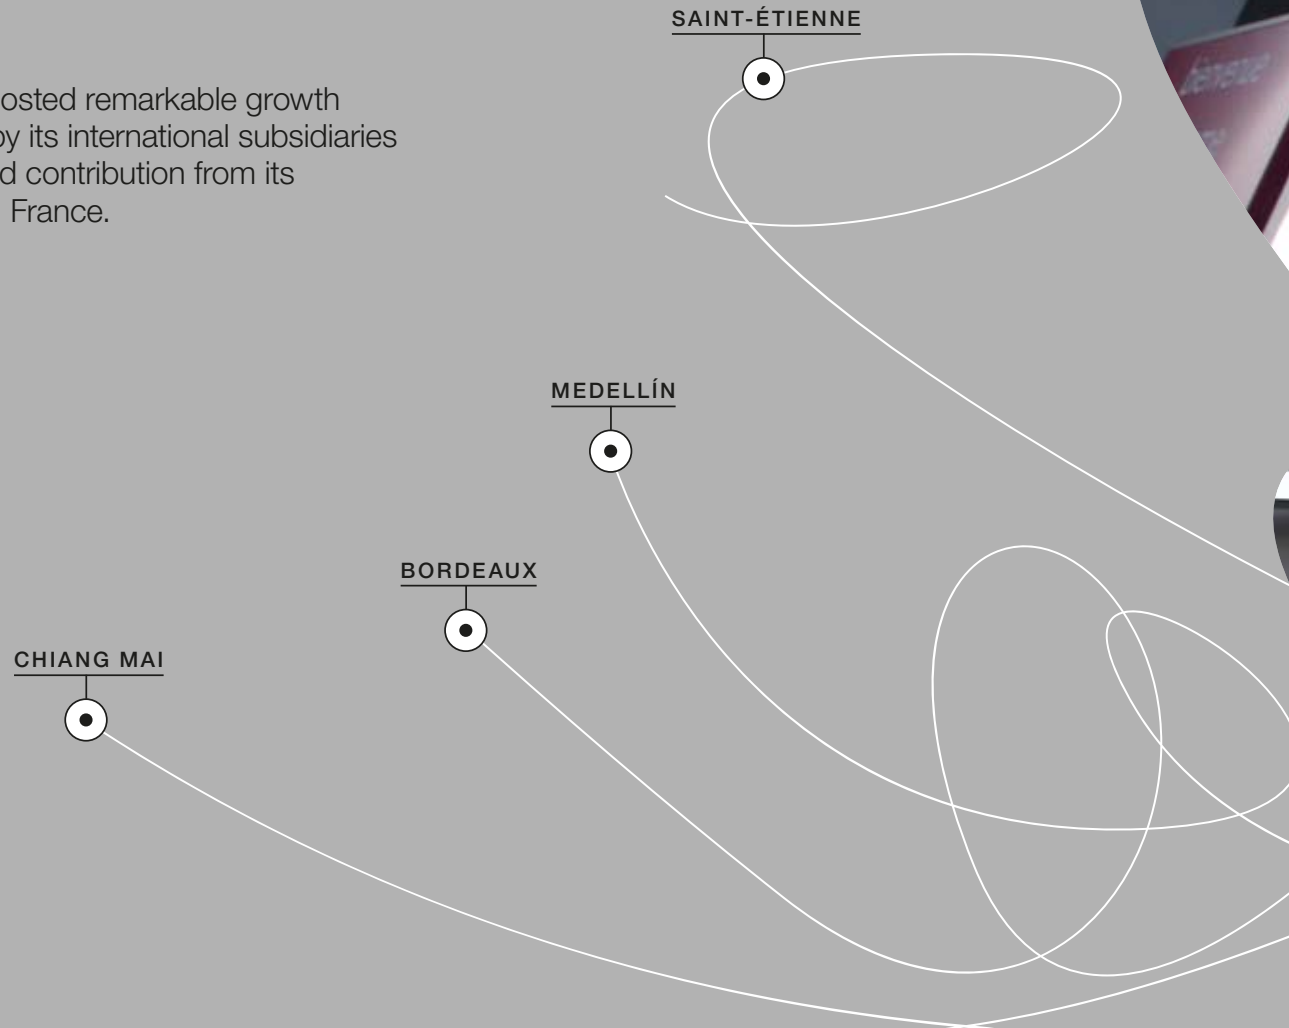 SAINT-ÉTIENNE
osted remarkable growth
by its international subsidiaries
d contribution from its
France.
MEDELLÍN
BORDEAUX
CHIANG MAI